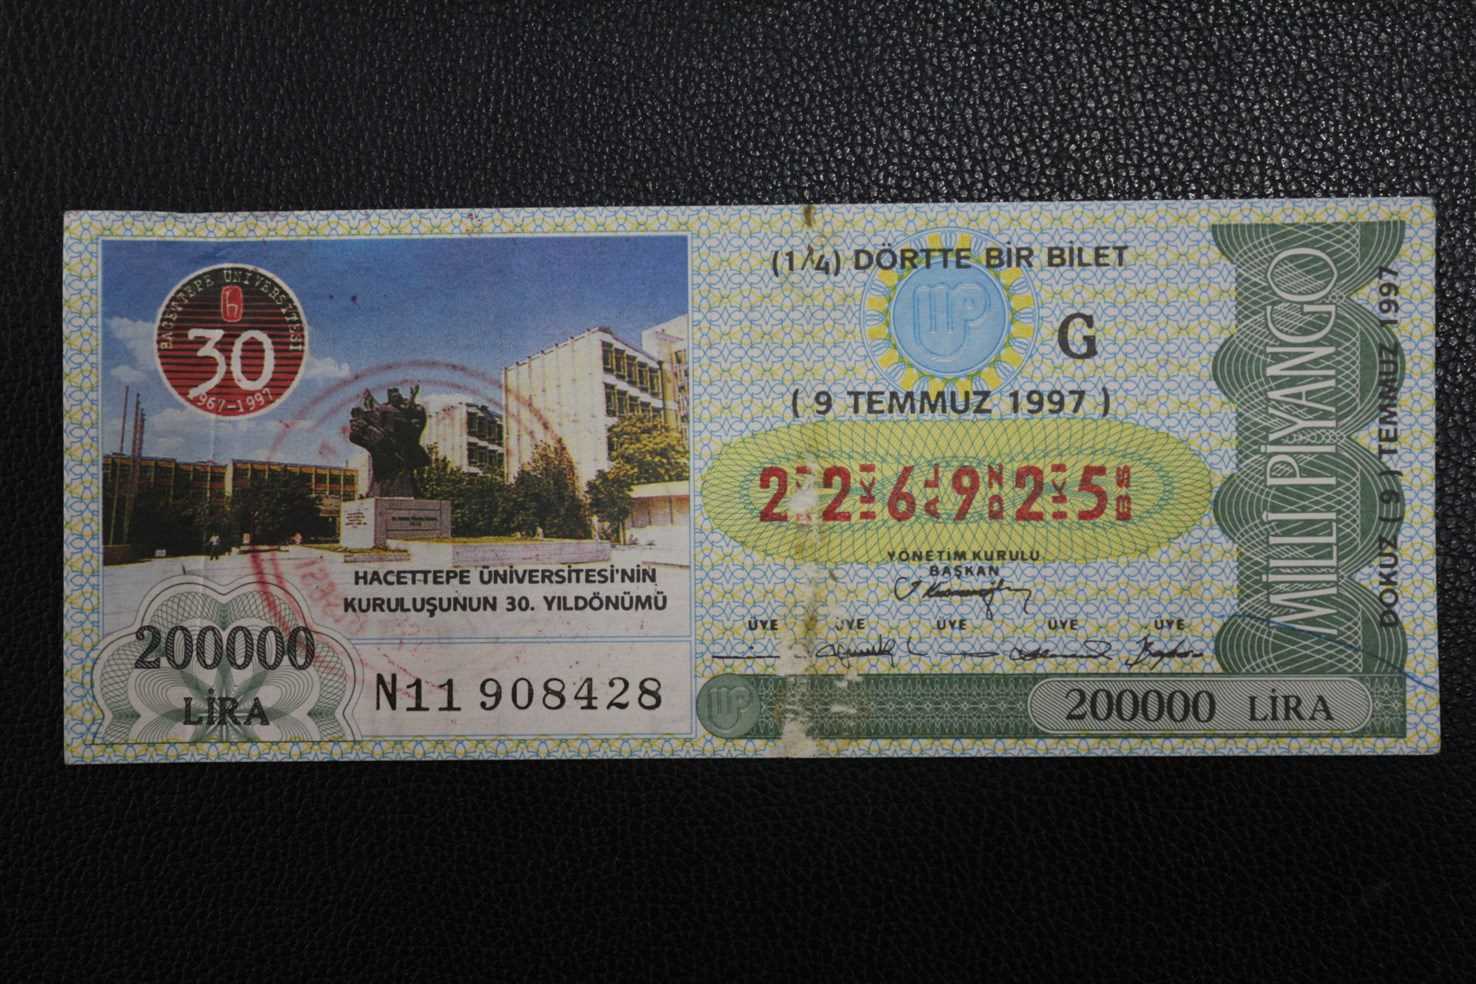 HACETTEPE ÜNİVERSİTESİ
30
1967-1997
HACETTEPE ÜNİVERSİTESİ'NİN
KURULUŞUNUN 30. YILDÖNÜMÜ
200000
LİRA
N11 908428
(1/4) DÖRTTE BİR BİLET
G
( 9 TEMMUZ 1997 )
2 2 6 9 2 5
YÖNETİM KURULU
BAŞKAN
ÜYE ÜYE ÜYE ÜYE ÜYE
200000 LİRA
MİLLİ PİYANGO
DOKUZ ( 9 ) TEMMUZ 1997